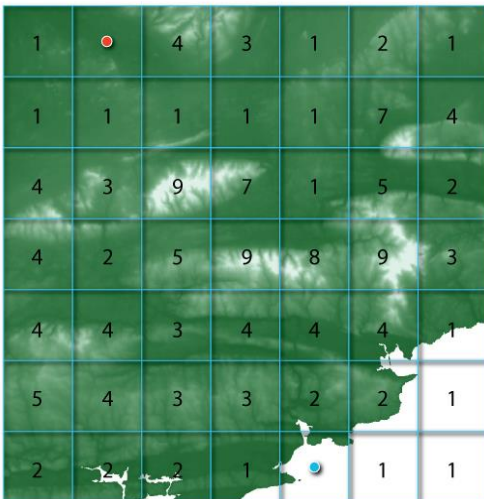 1 4 3 1 2 1
1 1 1 1 1 7 4
4 3 9 7 1 5 2
4 2 5 9 8 9 3
4 4 3 4 4 4 1
5 4 3 3 2 2 1
2 2 2 1 1 1